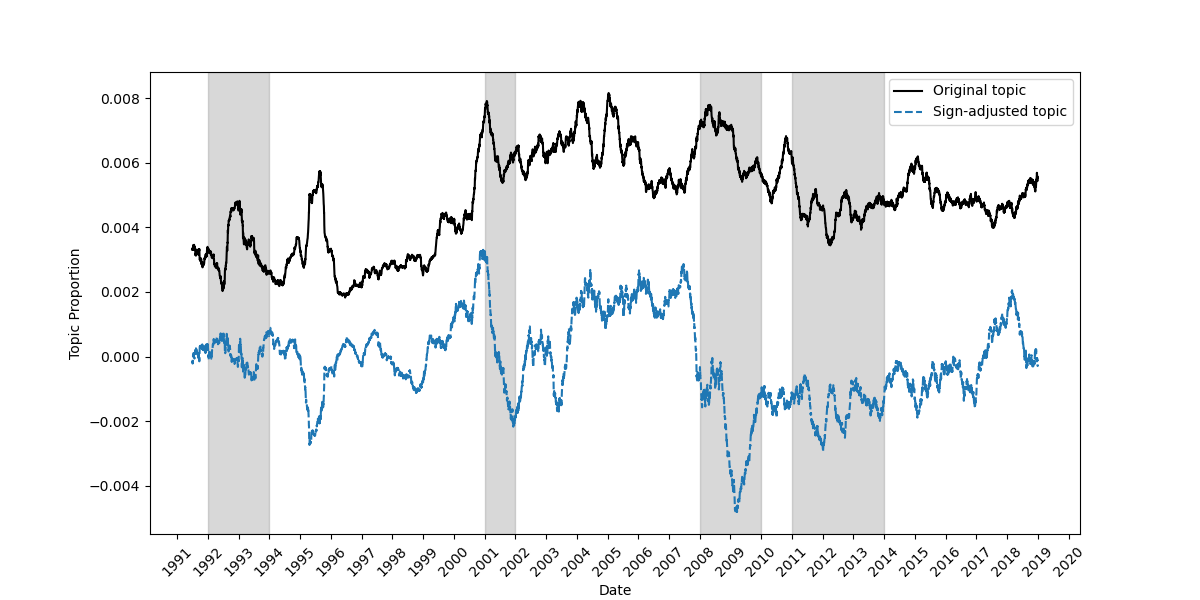 Original topic
Sign-adjusted topic
Topic Proportion
0.008
0.006
0.004
0.002
0.000
−0.002
−0.004
1991 1992 1993 1994 1995 1996 1997 1998 1999 2000 2001 2002 2003 2004 2005 2006 2007 2008 2009 2010 2011 2012 2013 2014 2015 2016 2017 2018 2019 2020
Date